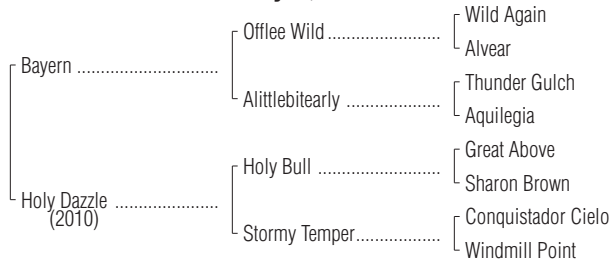 Wild Again
Offlee Wild ........................
Alvear
Bayern ..............................
Thunder Gulch
Alittlebitearly ....................
Aquilegia
Great Above
Holy Bull ..........................
Sharon Brown
Holy Dazzle ......................
(2010)
Conquistador Cielo
Stormy Temper..................
Windmill Point